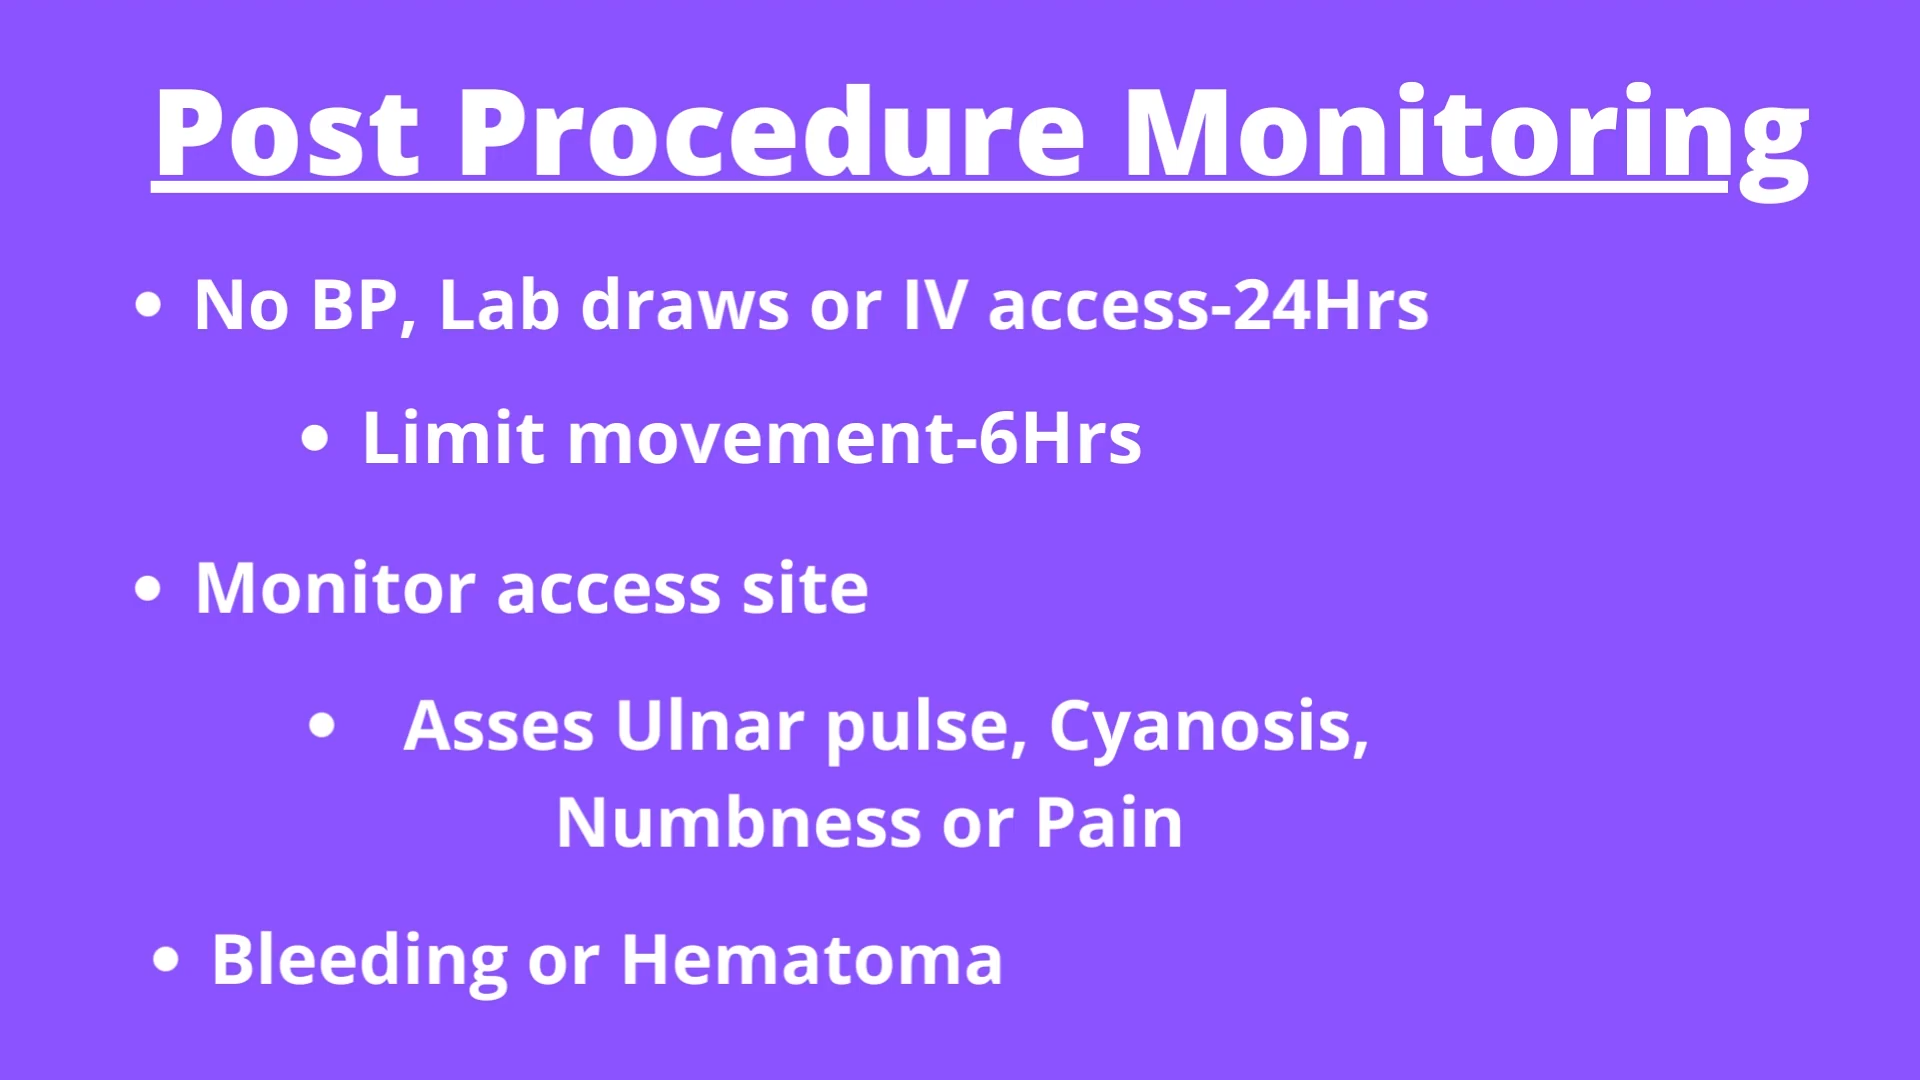 Post Procedure Monitoring
• No BP, Lab draws or IV access-24Hrs
• Limit movement-6Hrs
• Monitor access site
• Asses Ulnar pulse, Cyanosis,
Numbness or Pain
• Bleeding or Hematoma